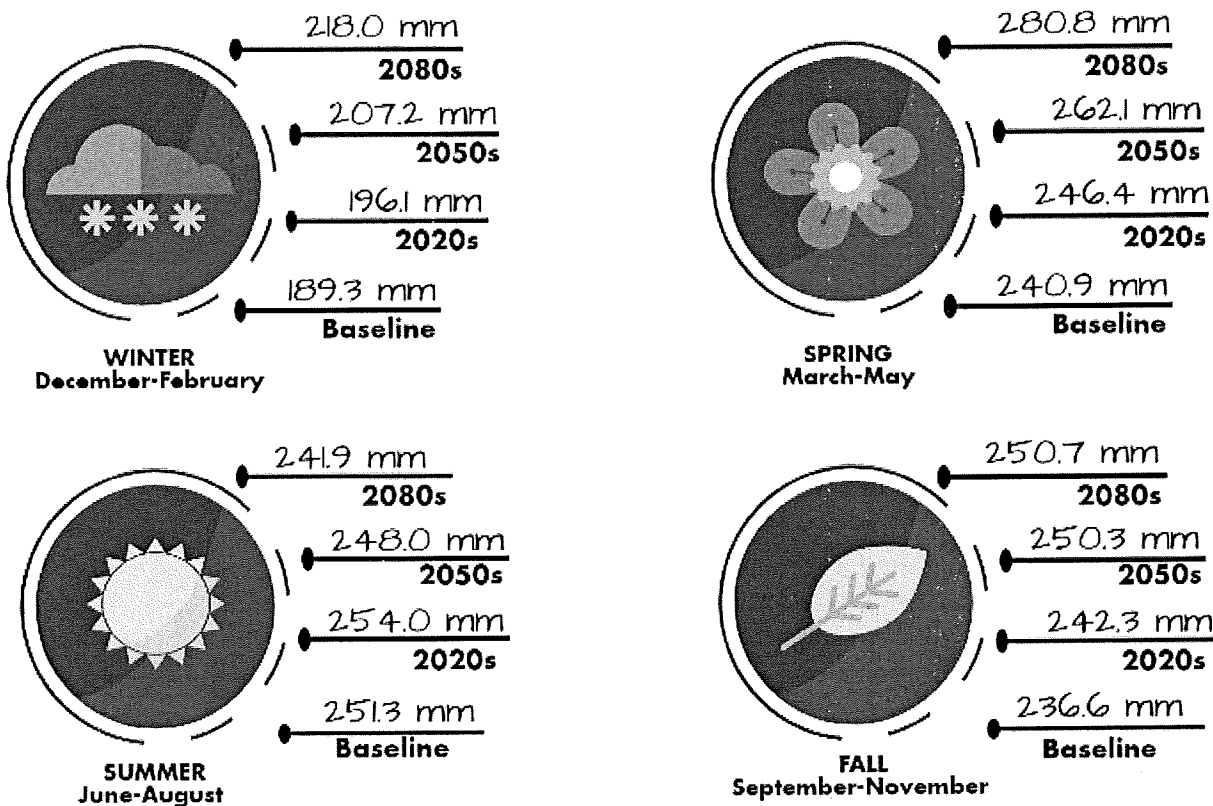 218.0 mm
2080s
207.2 mm
2050s
196.1 mm
2020s
189.3 mm
Baseline
WINTER
December-February
280.8 mm
2080s
262.1 mm
2050s
246.4 mm
2020s
240.9 mm
Baseline
SPRING
March-May
241.9 mm
2080s
248.0 mm
2050s
254.0 mm
2020s
251.3 mm
Baseline
SUMMER
June-August
250.7 mm
2080s
250.3 mm
2050s
242.3 mm
2020s
236.6 mm
Baseline
FALL
September-November